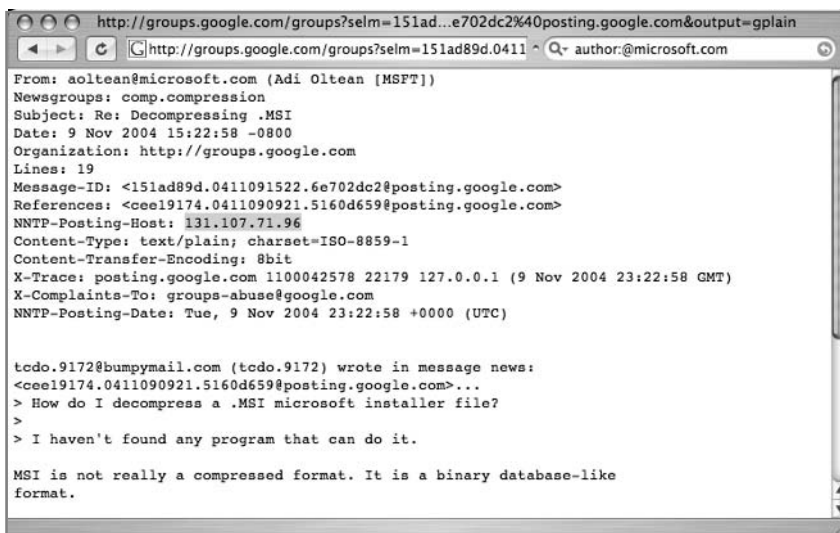 http://groups.google.com/groups?selm=151ad...e702dc2%40posting.google.com&output=gplain
http://groups.google.com/groups?selm=151ad89d.0411 author:@microsoft.com
From: aoltean@microsoft.com (Adi Oltean [MSFT])
Newsgroups: comp.compression
Subject: Re: Decompressing .MSI
Date: 9 Nov 2004 15:22:58 -0800
Organization: http://groups.google.com
Lines: 19
Message-ID: <151ad89d.0411091522.6e702dc2@posting.google.com>
References: <cee19174.0411090921.5160d659@posting.google.com>
NNTP-Posting-Host: 131.107.71.96
Content-Type: text/plain; charset=ISO-8859-1
Content-Transfer-Encoding: 8bit
X-Trace: posting.google.com 1100042578 22179 127.0.0.1 (9 Nov 2004 23:22:58 GMT)
X-Complaints-To: groups-abuse@google.com
NNTP-Posting-Date: Tue, 9 Nov 2004 23:22:58 +0000 (UTC)
tcdo.9172@bumpymail.com (tcdo.9172) wrote in message news:
<cee19174.0411090921.5160d659@posting.google.com>...
> How do I decompress a .MSI microsoft installer file?
>
> I haven't found any program that can do it.
MSI is not really a compressed format. It is a binary database-like
format.